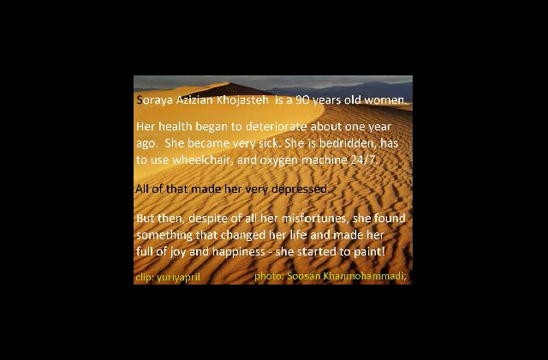 Soraya Azizian Khojasteh is a 90 years old women.
Her health began to deteriorate about one year
ago. She became very sick. She is bedridden, has
to use wheelchair, and oxygen machine 24/7.
All of that made her very depressed.
But then, despite of all her misfortunes, she found
something that changed her life and made her
full of joy and happiness - she started to paint!
clip: yuriyapril photo: Soosan Khanmohammadi;